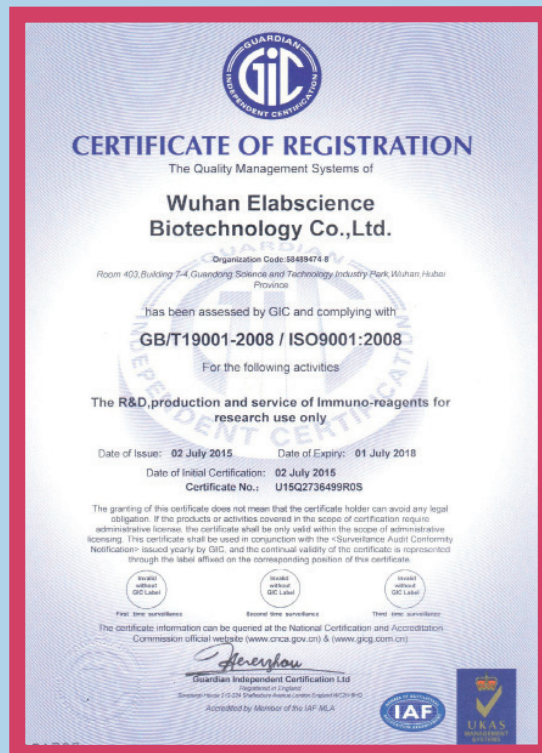 GUARDIAN
GIC
INDEPENDENT CERTIFICATION
CERTIFICATE OF REGISTRATION
The Quality Management Systems of
Wuhan Elabscience
Biotechnology Co.,Ltd.
Organization Code:58489474-8
Room 403,Building 7-4,Guandong Science and Technology Industry Park,Wuhan,Hubei
Province
has been assessed by GIC and complying with
GB/T19001-2008 / ISO9001:2008
For the following activities
The R&D,production and service of Immuno-reagents for
research use only
Date of Issue: 02 July 2015 Date of Expiry: 01 July 2018
Date of Initial Certification: 02 July 2015
Certificate No.: U15Q2736499R0S
The granting of this certificate does not mean that the certificate holder can avoid any legal
obligation. If the products or activities covered in the scope of certification require
administrative license, the certificate shall be only valid within the scope of administrative
licensing. This certificate shall be used in conjunction with the <Surveillance Audit Conformity
Notification> issued yearly by GIC, and the continual validity of the certificate is represented
through the label affixed on the corresponding position of this certificate.
Invalid without GIC Label
Invalid without GIC Label
Invalid without GIC Label
First time surveillance Second time surveillance Third time surveillance
The certificate information can be queried at the National Certification and Accreditation
Commission official website (www.cnca.gov.cn) & (www.gicg.com.cn)
Guardian Independent Certification Ltd
Registered in England
Accredited by Member of the IAF MLA
IAF
UKAS
MANAGEMENT
SYSTEMS